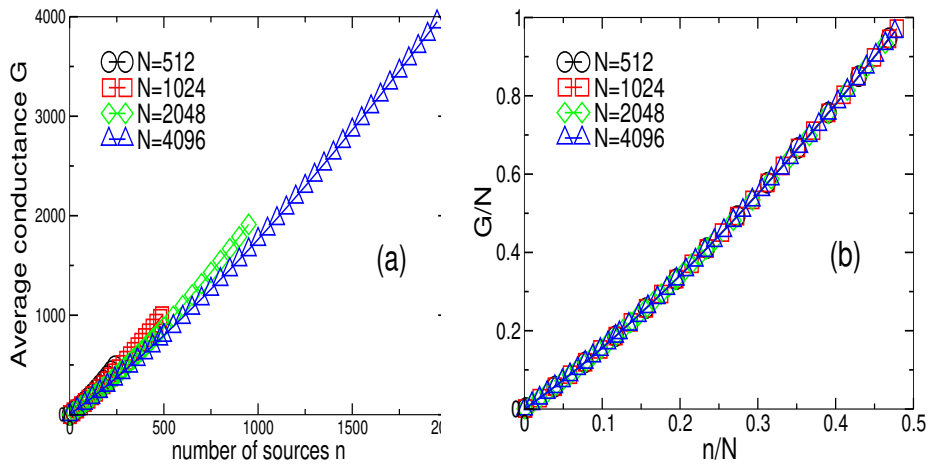 4000
3000
2000
1000
0
0
500
1000
1500
Average conductance G
number of sources n
N=512
N=1024
N=2048
N=4096
(a)
1
0.8
0.6
0.4
0.2
0
0
0.1
0.2
0.3
0.4
0.5
G/N
n/N
N=512
N=1024
N=2048
N=4096
(b)